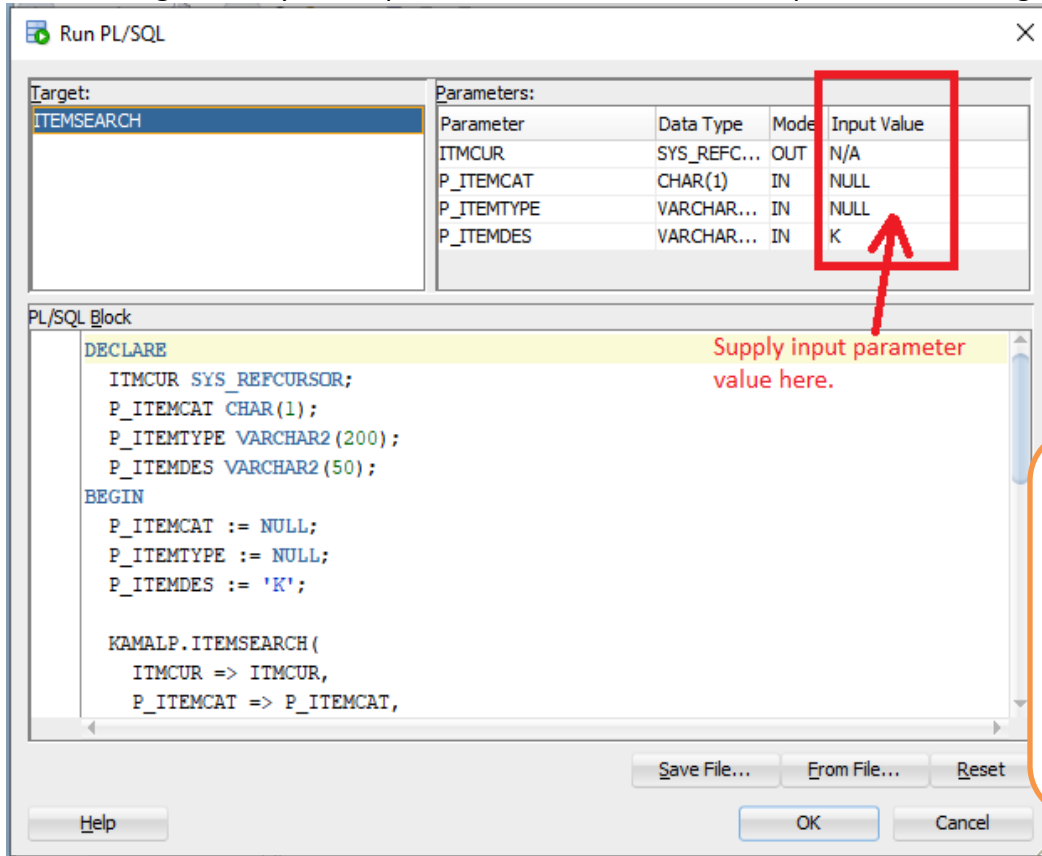 Run PL/SQL
Target:
ITEMSEARCH
Parameters:
Parameter Data Type Mode Input Value
ITMCUR SYS_REFC... OUT N/A
P_ITEMCAT CHAR(1) IN NULL
P_ITEMTYPE VARCHAR... IN NULL
P_ITEMDES VARCHAR... IN K
PL/SQL Block
Supply input parameter
value here.
DECLARE
ITMCUR SYS_REFCURSOR;
P_ITEMCAT CHAR(1);
P_ITEMTYPE VARCHAR2(200);
P_ITEMDES VARCHAR2(50);
BEGIN
P_ITEMCAT := NULL;
P_ITEMTYPE := NULL;
P_ITEMDES := 'K';
KAMALP.ITEMSEARCH(
ITMCUR => ITMCUR,
P_ITEMCAT => P_ITEMCAT,
Save File... From File... Reset
Help OK Cancel